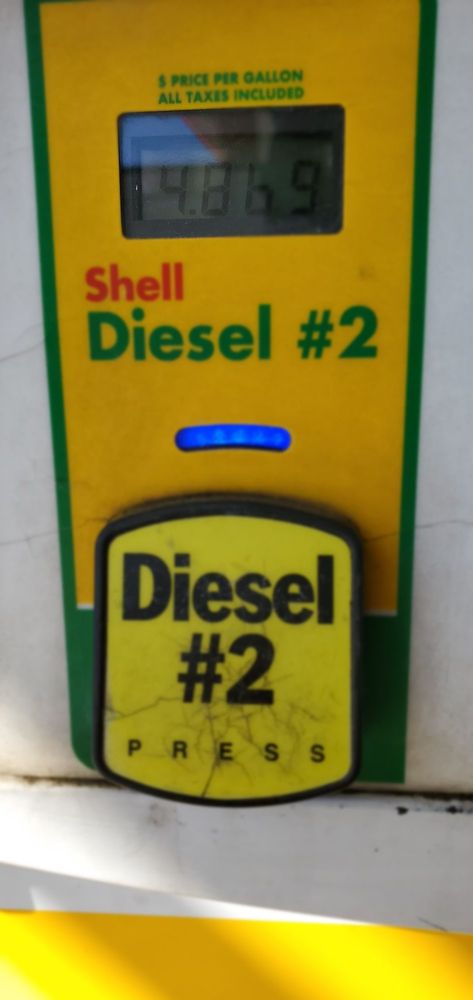 $ PRICE PER GALLON
ALL TAXES INCLUDED
4.869
Shell
Diesel #2
Diesel
#2
PRESS